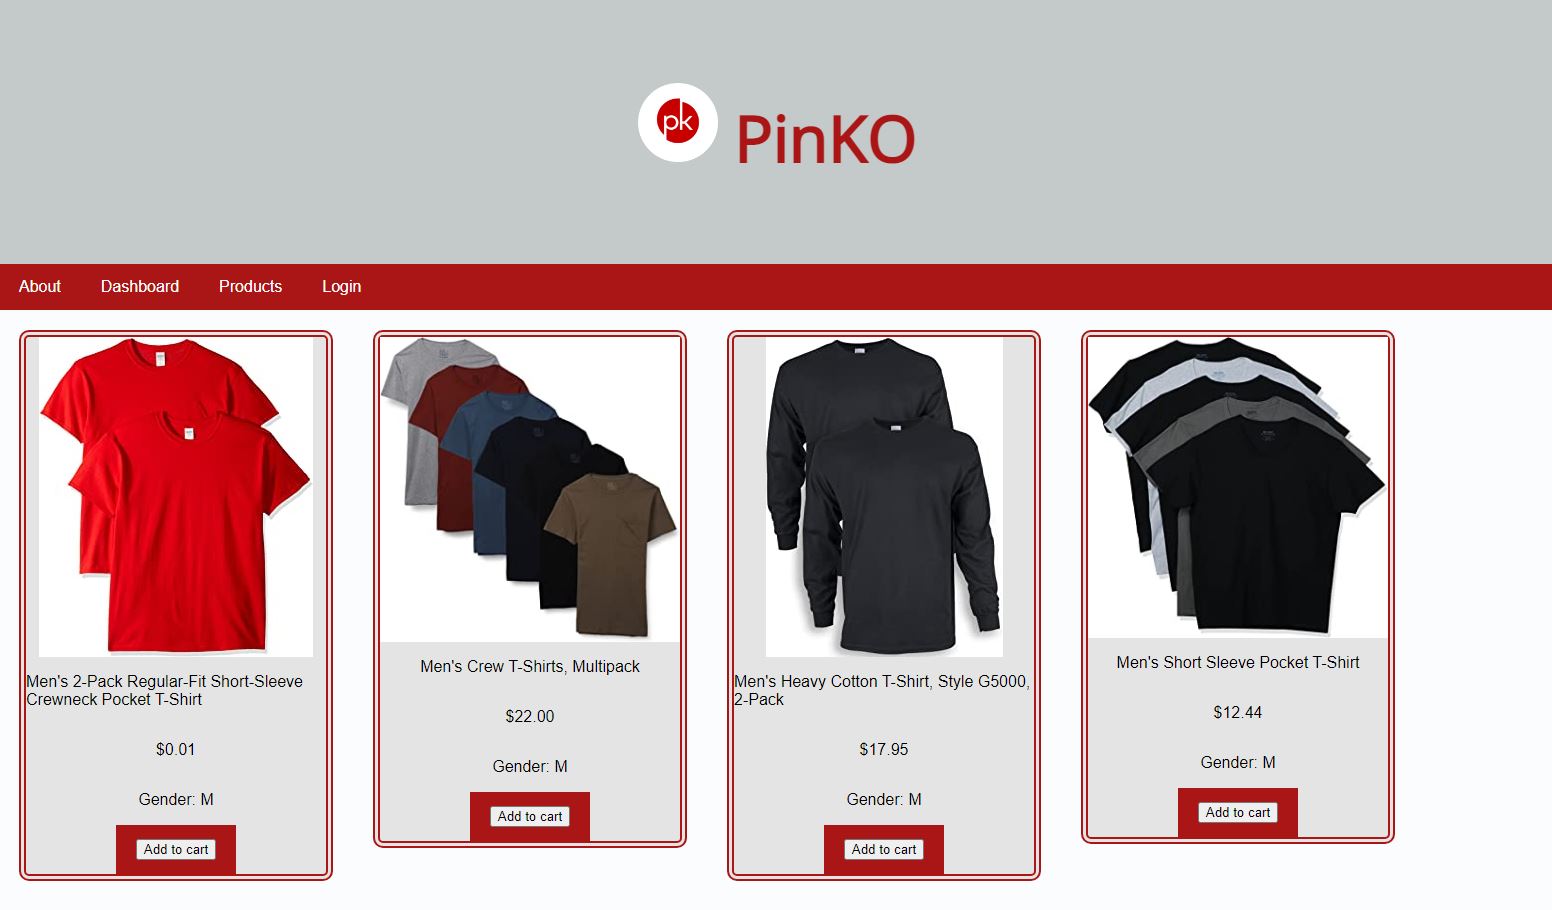 pk
PinKO
About
Dashboard
Products
Login
Men's 2-Pack Regular-Fit Short-Sleeve
Crewneck Pocket T-Shirt
$0.01
Gender: M
Add to cart
Men's Crew T-Shirts, Multipack
$22.00
Gender: M
Add to cart
Men's Heavy Cotton T-Shirt, Style G5000,
2-Pack
$17.95
Gender: M
Add to cart
Men's Short Sleeve Pocket T-Shirt
$12.44
Gender: M
Add to cart